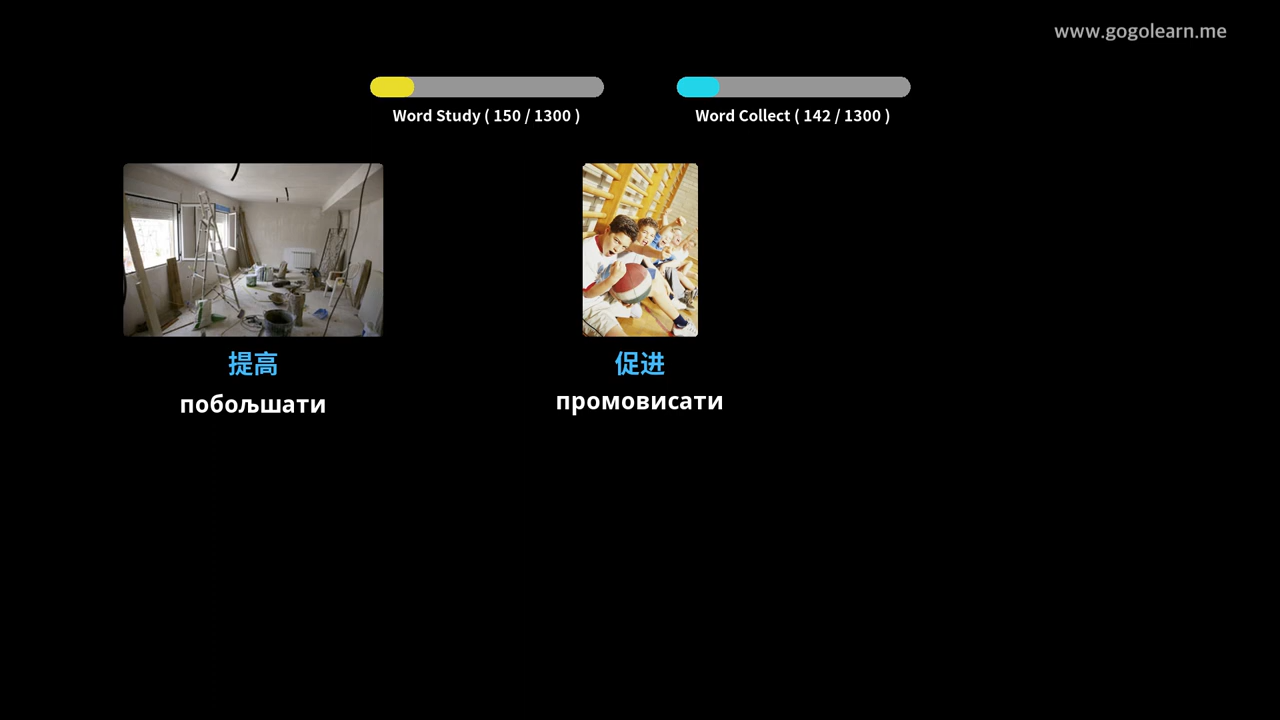 www.gogolearn.me
Word Study ( 150 / 1300 )
Word Collect ( 142 / 1300 )
提高
побољшати
促进
промовисати